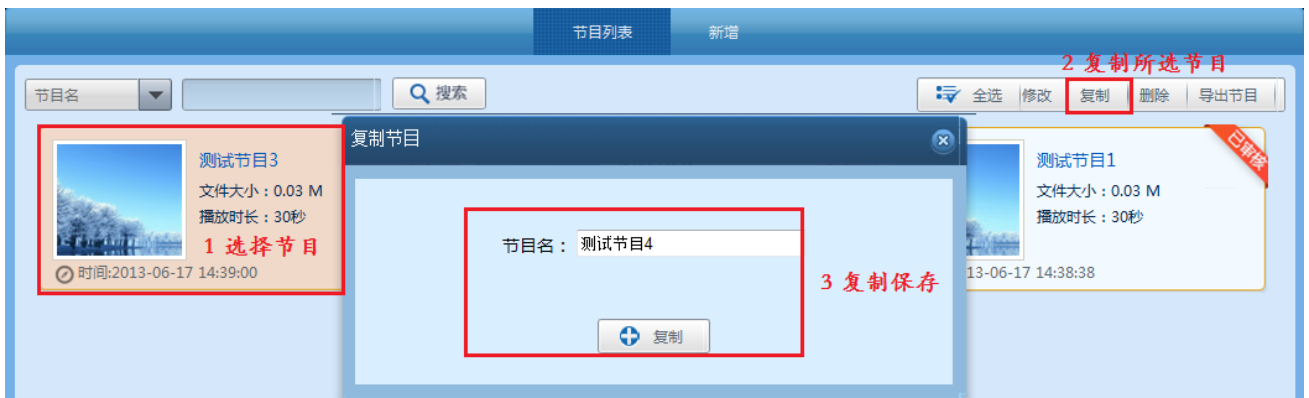 节目列表
新增
2 复制所选节目
节目名
搜索
全选 修改 复制 删除 导出节目
复制节目
测试节目3
文件大小：0.03 M
播放时长：30秒
1 选择节目
时间:2013-06-17 14:39:00
节目名： 测试节目4
3 复制保存
复制
已审核
测试节目1
文件大小：0.03 M
播放时长：30秒
13-06-17 14:38:38